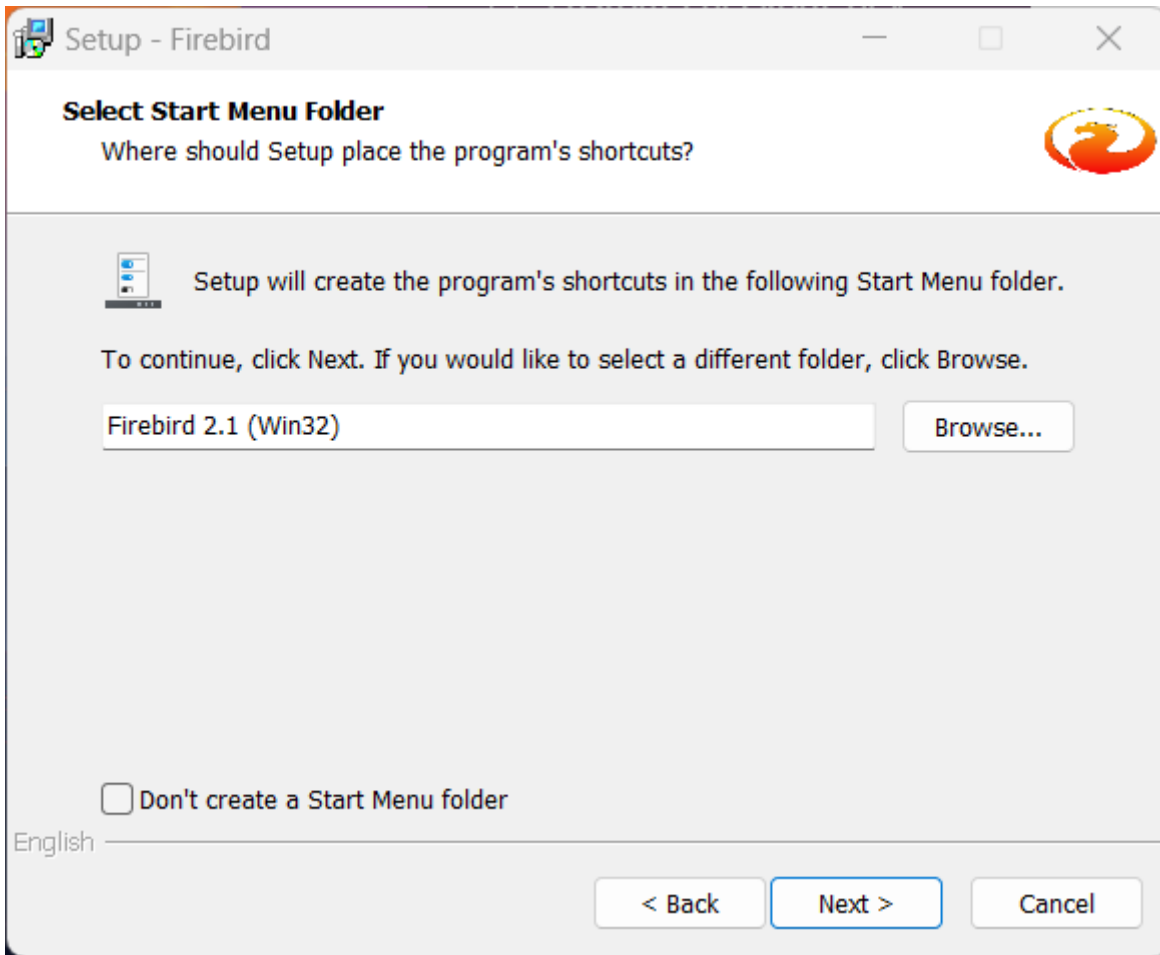 Setup - Firebird
Select Start Menu Folder
Where should Setup place the program's shortcuts?
Setup will create the program's shortcuts in the following Start Menu folder.
To continue, click Next. If you would like to select a different folder, click Browse.
Firebird 2.1 (Win32)
Browse...
Don't create a Start Menu folder
English
< Back
Next >
Cancel